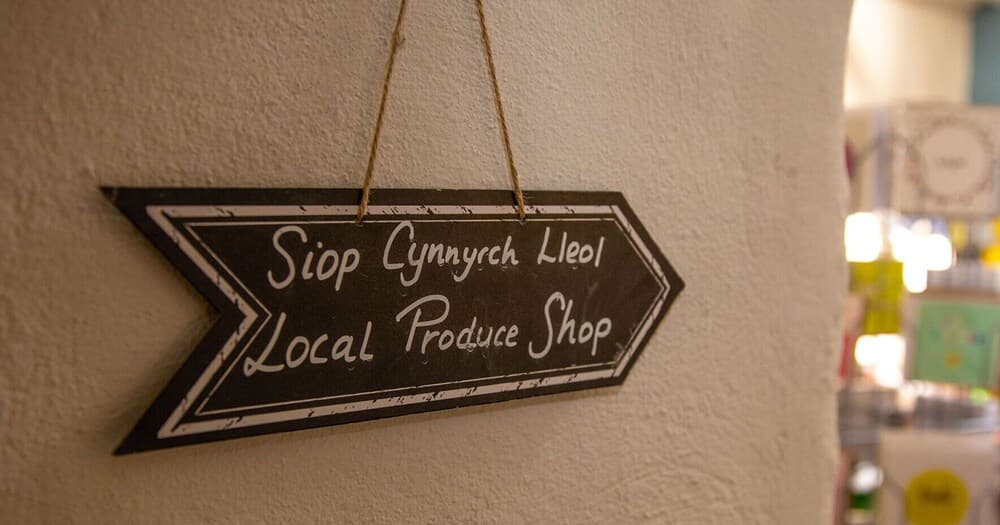 Siop Cynnyrch Lleol
Local Produce Shop